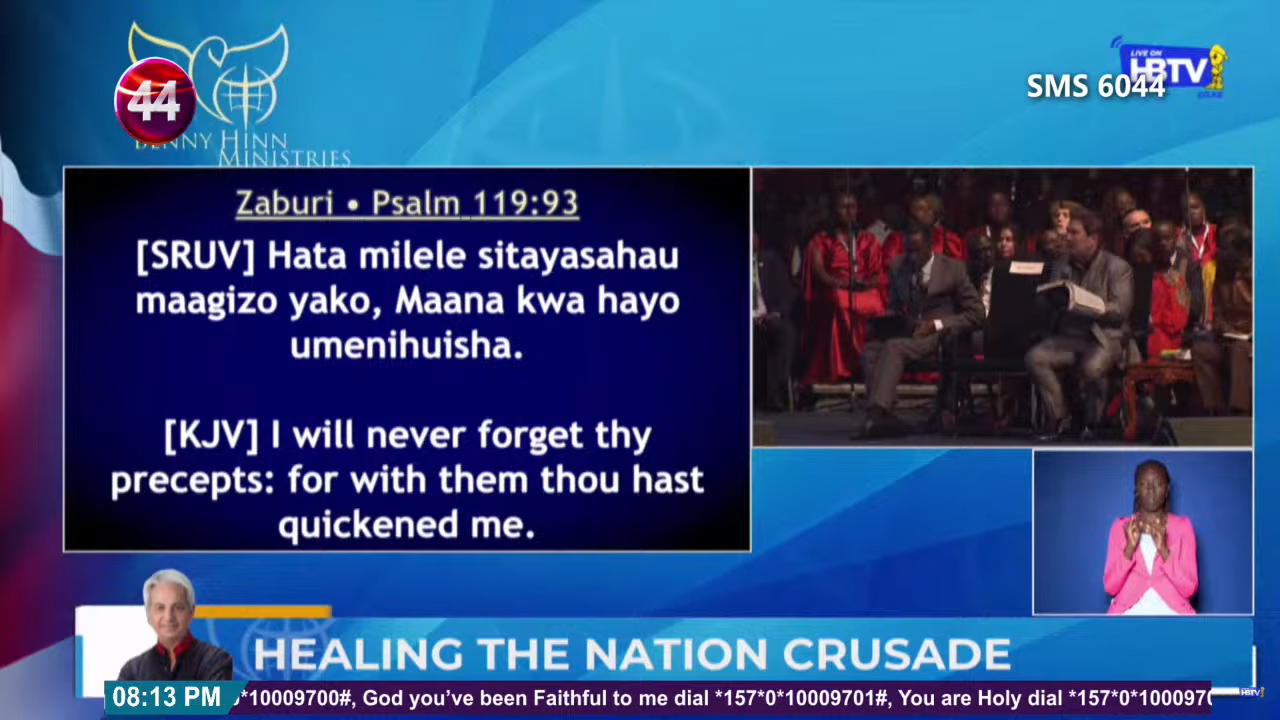 44
BENNY HINN
MINISTRIES
SMS 6044
LIVE ON
HBTV
Zaburi • Psalm 119:93
[SRUV] Hata milele sitayasahau
maagizo yako, Maana kwa hayo
umenihuisha.
[KJV] I will never forget thy
precepts: for with them thou hast
quickened me.
HEALING THE NATION CRUSADE
08:13 PM
*10009700#, God you’ve been Faithful to me dial *157*0*10009701#, You are Holy dial *157*0*100097
HBTV